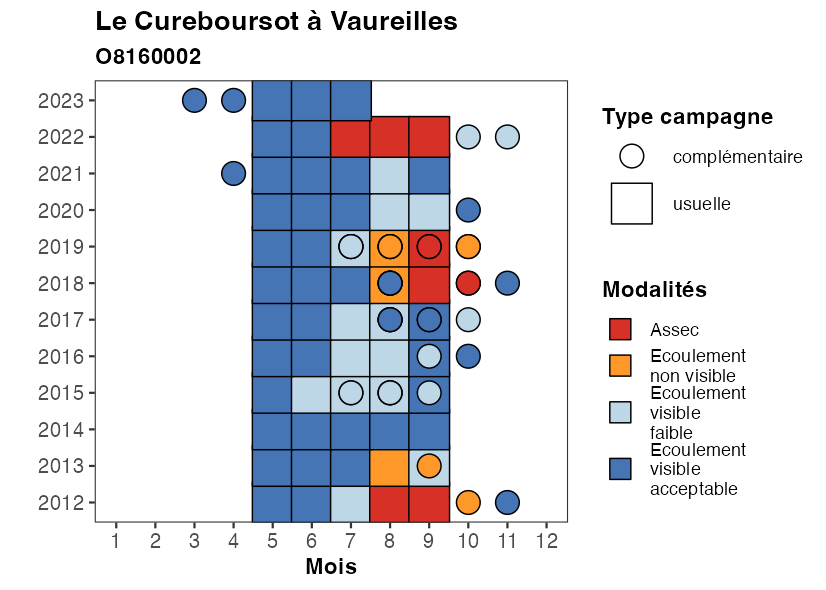 Le Cureboursot à Vaureilles
O8160002
2023
2022
2021
2020
2019
2018
2017
2016
2015
2014
2013
2012
1 2 3 4 5 6 7 8 9 10 11 12
Mois
Type campagne
complémentaire
usuelle
Modalités
Assec
Ecoulement
non visible
Ecoulement
visible
faible
Ecoulement
visible
acceptable